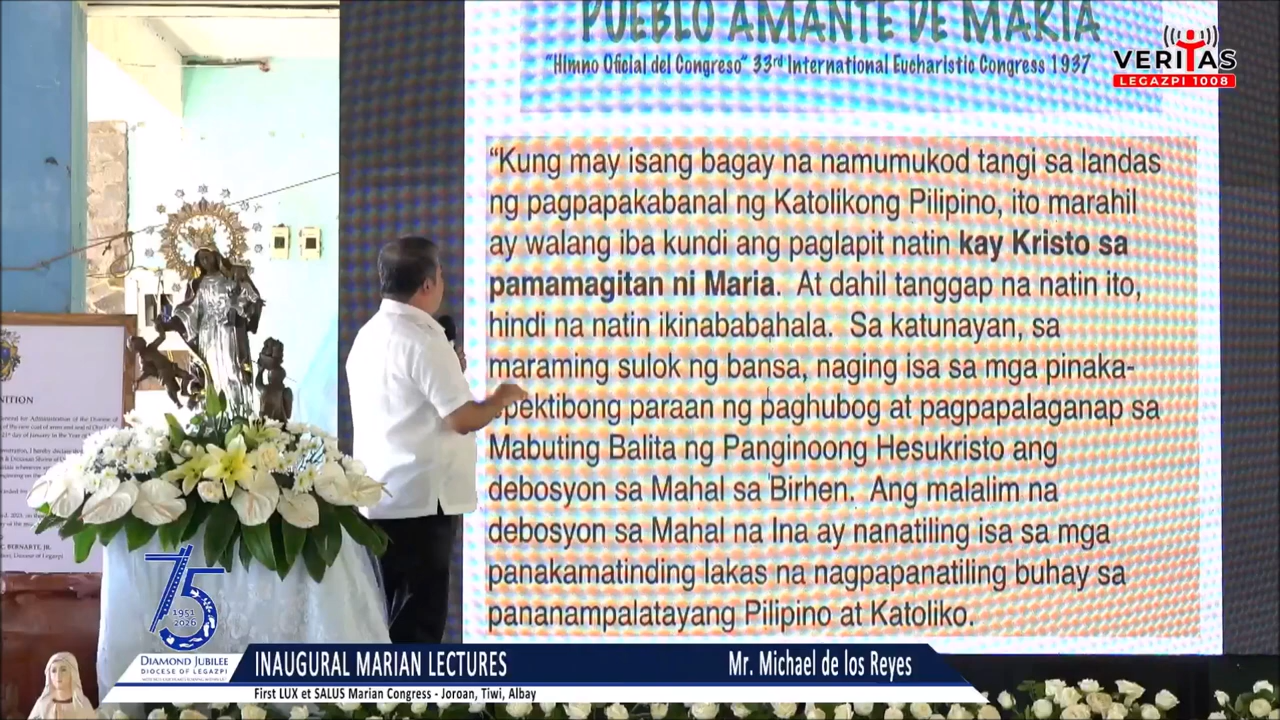 PUEBLO AMANTE DE MARIA
"Himno Oficial del Congreso" 33rd International Eucharistic Congress 1937
VERITAS
LEGAZPI 1008
“Kung may isang bagay na namumukod tangi sa landas
ng pagpapakabanal ng Katolikong Pilipino, ito marahil
ay walang iba kundi ang paglapit natin kay Kristo sa
pamamagitan ni Maria. At dahil tanggap na natin ito,
hindi na natin ikinababahala. Sa katunayan, sa
maraming sulok ng bansa, naging isa sa mga pinaka-
epektibong paraan ng paghubog at pagpapalaganap sa
Mabuting Balita ng Panginoong Hesukristo ang
debosyon sa Mahal sa Birhen. Ang malalim na
debosyon sa Mahal na Ina ay nanatiling isa sa mga
panakamatinding lakas na nagpapanatiling buhay sa
pananampalatayang Pilipino at Katoliko.
NITION
C. BERNARTE, JR.
75
1951
2026
DIAMOND JUBILEE
DIOCESE OF LEGAZPI
INAUGURAL MARIAN LECTURES
Mr. Michael de los Reyes
First LUX et SALUS Marian Congress - Joroan, Tiwi, Albay